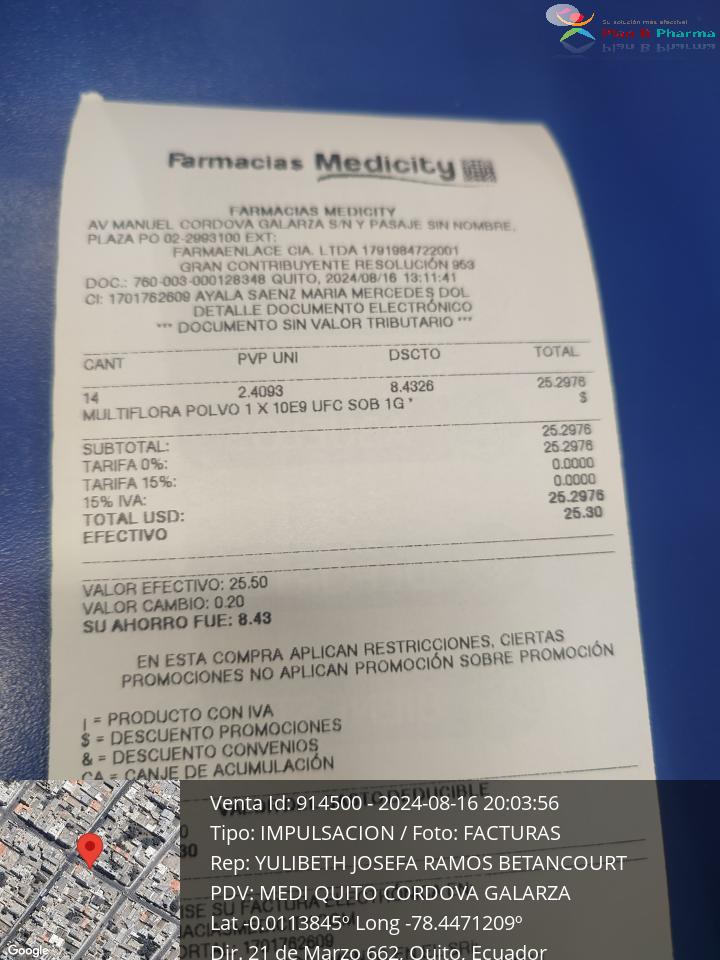 Su solución más efectiva!
Plan B Pharma
Farmacias Medicity
FARMACIAS MEDICITY
AV MANUEL CORDOVA GALARZA S/N Y PASAJE SIN NOMBRE,
PLAZA PO 02-2993100 EXT:
FARMAENLACE CIA. LTDA 1791984722001
GRAN CONTRIBUYENTE RESOLUCIÓN 953
DOC.: 760-003-000128348 QUITO, 2024/08/16 13:11:41
CI: 1701762609 AYALA SAENZ MARIA MERCEDES DOL
DETALLE DOCUMENTO ELECTRÓNICO
*** DOCUMENTO SIN VALOR TRIBUTARIO ***
CANT PVP UNI DSCTO TOTAL
14 2.4093 8.4326 25.2976
MULTIFLORA POLVO 1 X 10E9 UFC SOB 1G * $
SUBTOTAL: 25.2976
TARIFA 0%: 25.2976
TARIFA 15%: 0.0000
15% IVA: 0.0000
TOTAL USD: 25.2976
EFECTIVO 25.30
VALOR EFECTIVO: 25.50
VALOR CAMBIO: 0.20
SU AHORRO FUE: 8.43
EN ESTA COMPRA APLICAN RESTRICCIONES, CIERTAS
PROMOCIONES NO APLICAN PROMOCIÓN SOBRE PROMOCIÓN
| = PRODUCTO CON IVA
$ = DESCUENTO PROMOCIONES
& = DESCUENTO CONVENIOS
CA = CANJE DE ACUMULACIÓN
DEDUCIBLE
Venta Id: 914500 - 2024-08-16 20:03:56
Tipo: IMPULSACION / Foto: FACTURAS
Rep: YULIBETH JOSEFA RAMOS BETANCOURT
PDV: MEDI QUITO CORDOVA GALARZA
Lat -0.0113845º Long -78.4471209º
Dir. 21 de Marzo 662, Quito, Ecuador
1701762609
Google